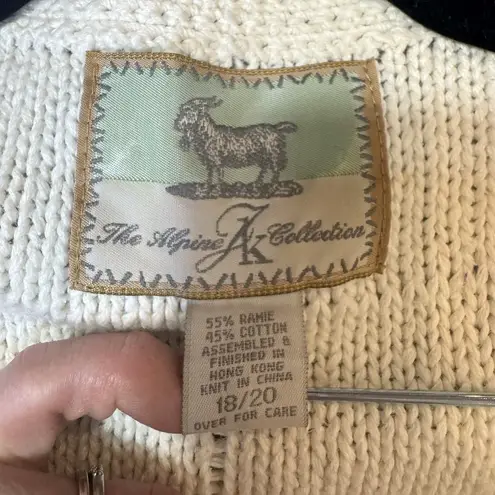 The Alpine JK Collection
55% RAMIE
45% COTTON
ASSEMBLED &
FINISHED IN
HONG KONG
KNIT IN CHINA
18/20
OVER FOR CARE